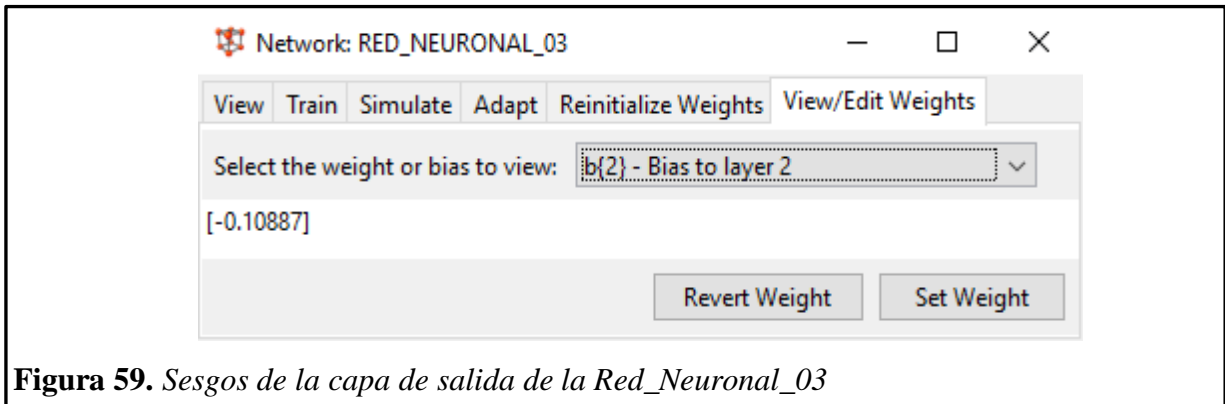 Network: RED_NEURONAL_03
View Train Simulate Adapt Reinitialize Weights View/Edit Weights
Select the weight or bias to view: b{2} - Bias to layer 2
[-0.10887]
Revert Weight Set Weight
Figura 59. Sesgos de la capa de salida de la Red_Neuronal_03